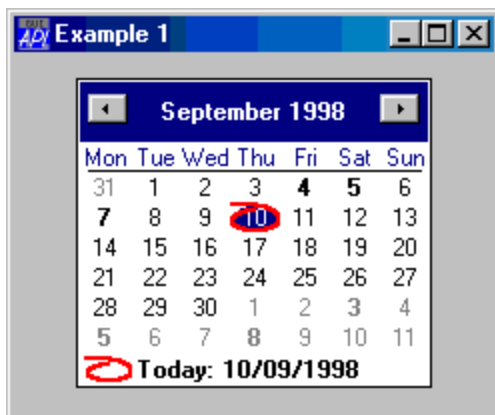 Example 1
September 1998
Mon Tue Wed Thu Fri Sat Sun
31 1 2 3 4 5 6
7 8 9 10 11 12 13
14 15 16 17 18 19 20
21 22 23 24 25 26 27
28 29 30 1 2 3 4
5 6 7 8 9 10 11
Today: 10/09/1998